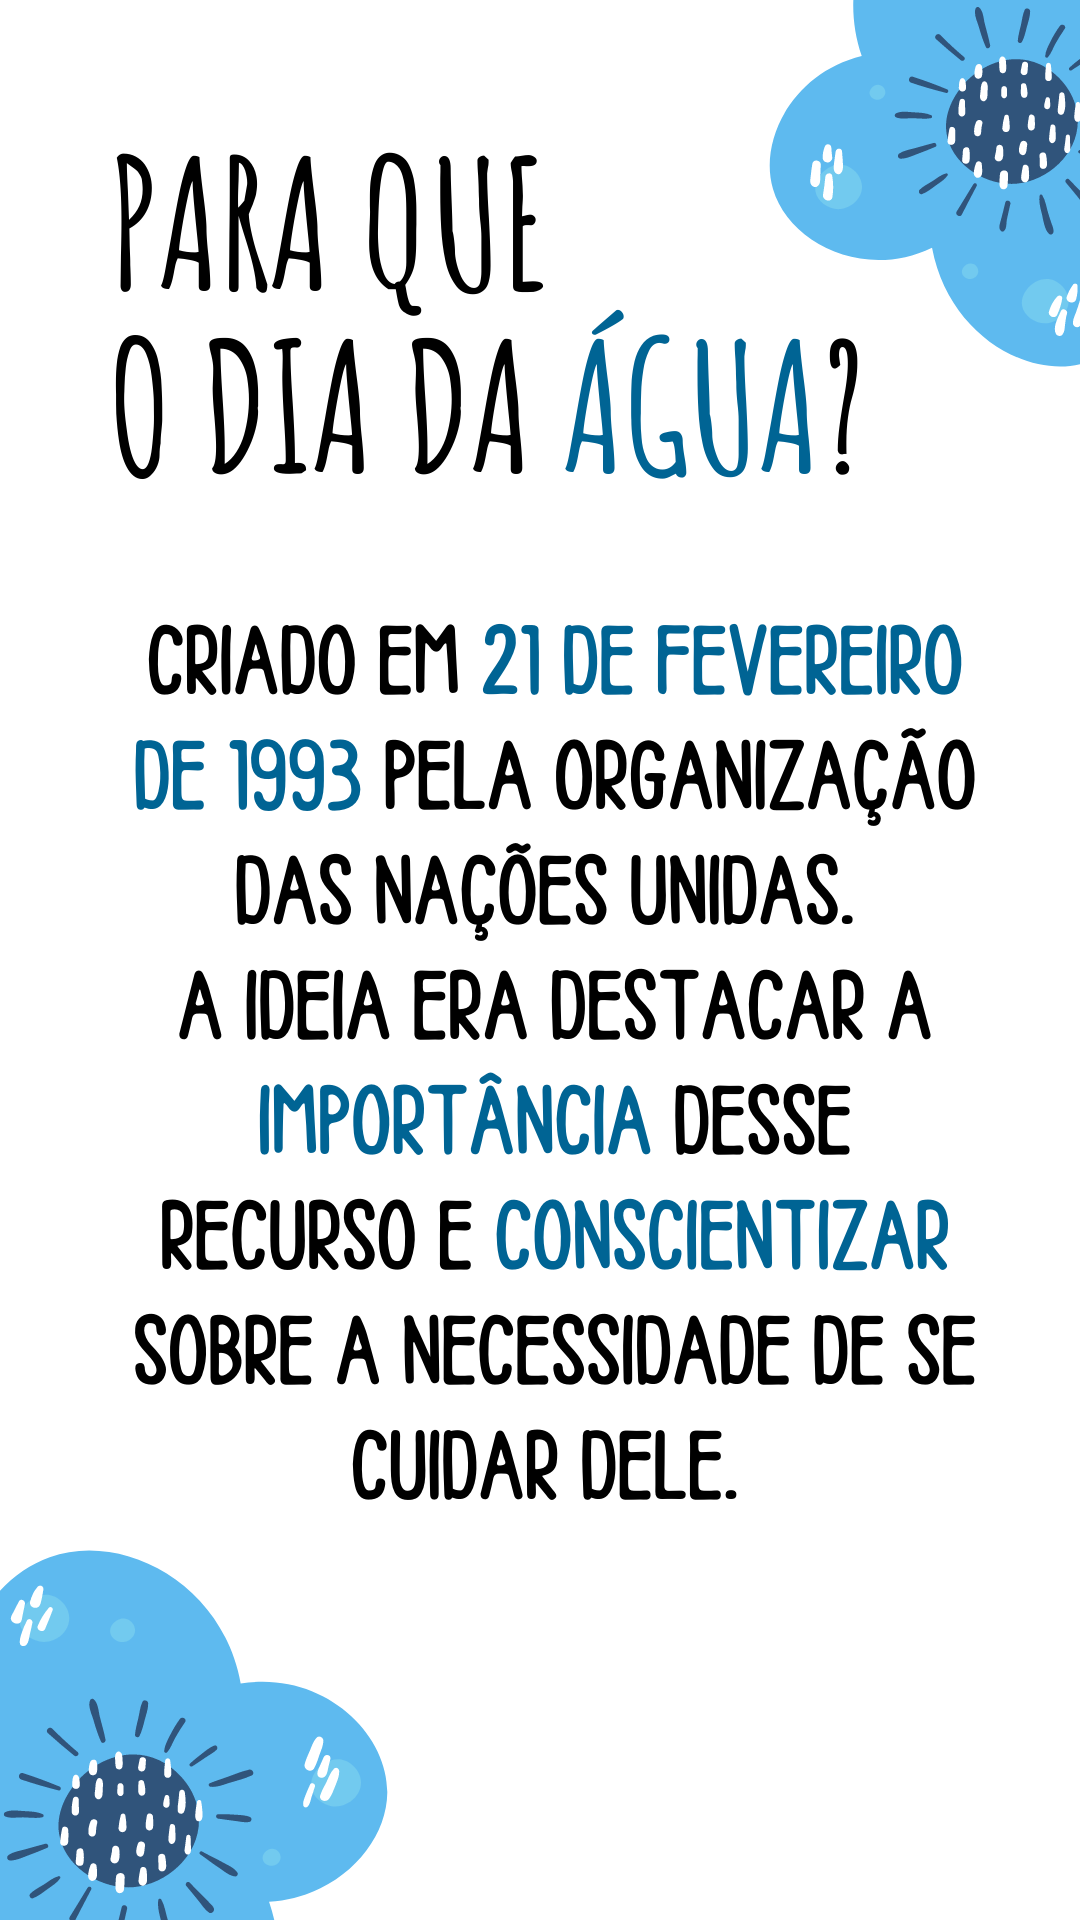 PARA QUE
O DIA DA ÁGUA?
CRIADO EM 21 DE FEVEREIRO
DE 1993 PELA ORGANIZAÇÃO
DAS NAÇÕES UNIDAS.
A IDEIA ERA DESTACAR A
IMPORTÂNCIA DESSE
RECURSO E CONSCIENTIZAR
SOBRE A NECESSIDADE DE SE
CUIDAR DELE.